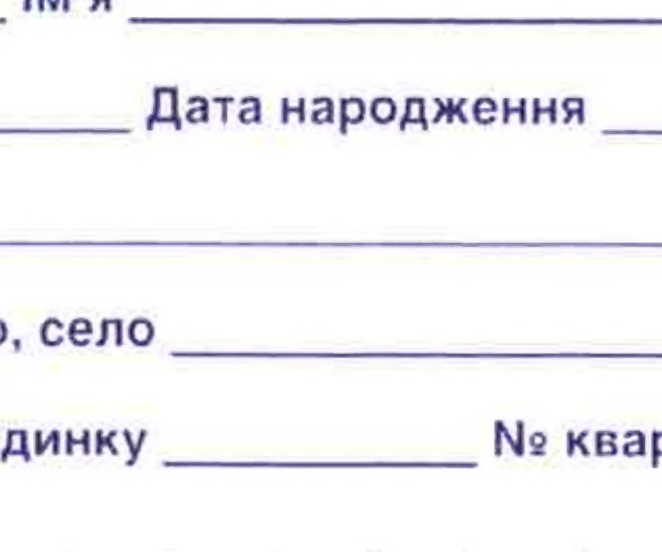 Дата народження
, село
динку № квар